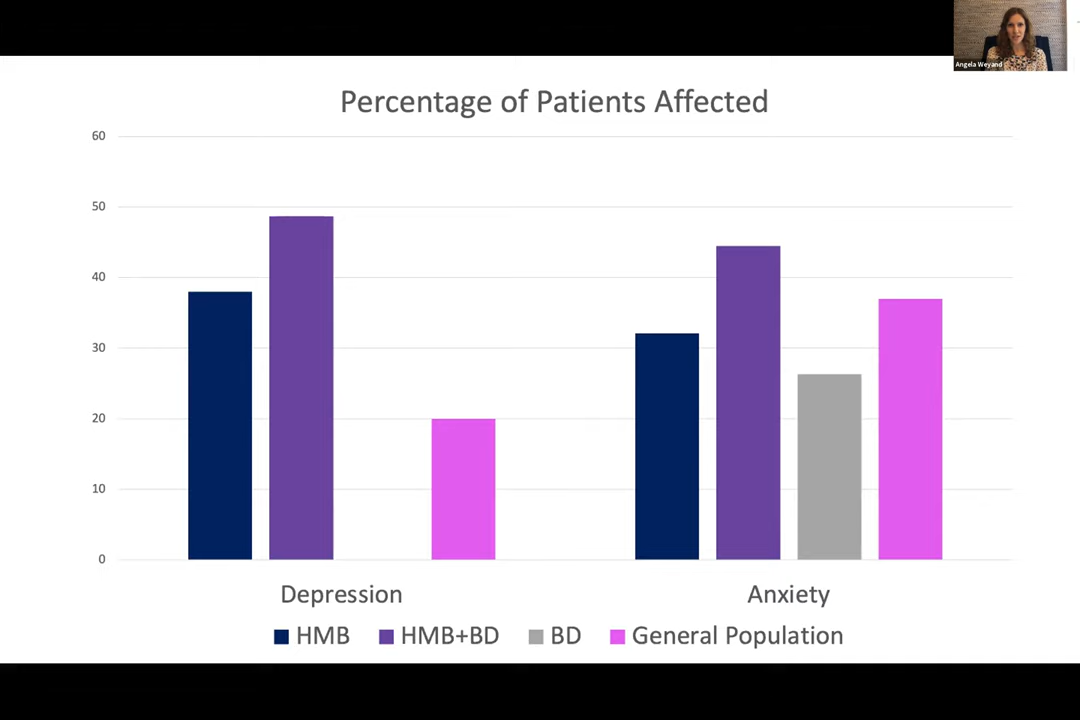 Angela Weyand
Percentage of Patients Affected
60
50
40
30
20
10
0
Depression Anxiety
HMB HMB+BD BD General Population